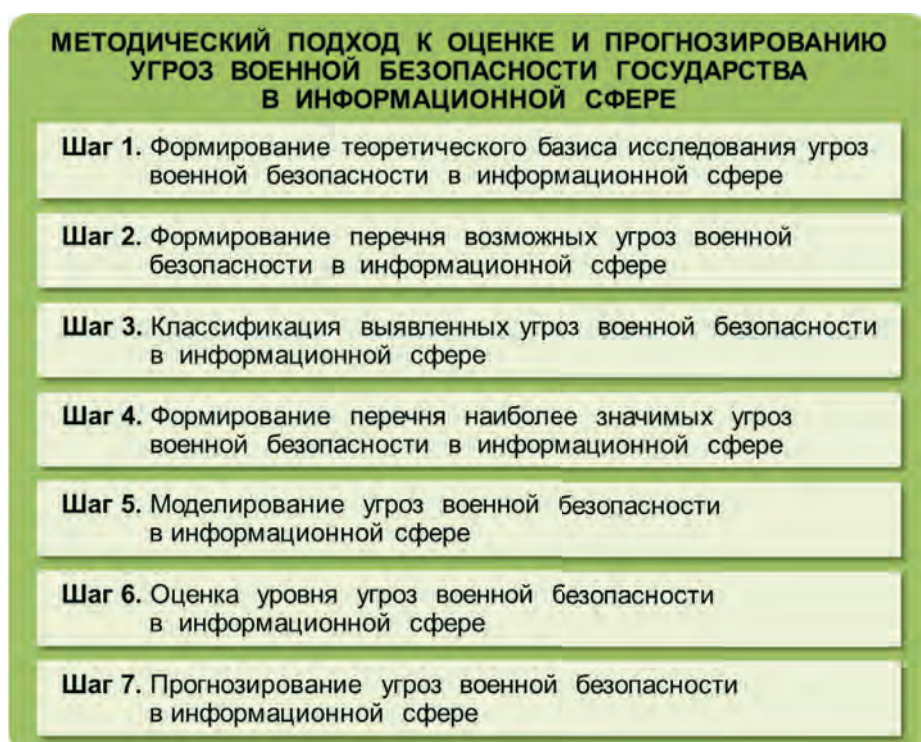 МЕТОДИЧЕСКИЙ ПОДХОД К ОЦЕНКЕ И ПРОГНОЗИРОВАНИЮ
УГРОЗ ВОЕННОЙ БЕЗОПАСНОСТИ ГОСУДАРСТВА
В ИНФОРМАЦИОННОЙ СФЕРЕ
Шаг 1. Формирование теоретического базиса исследования угроз
военной безопасности в информационной сфере
Шаг 2. Формирование перечня возможных угроз военной
безопасности в информационной сфере
Шаг 3. Классификация выявленных угроз военной безопасности
в информационной сфере
Шаг 4. Формирование перечня наиболее значимых угроз
военной безопасности в информационной сфере
Шаг 5. Моделирование угроз военной безопасности
в информационной сфере
Шаг 6. Оценка уровня угроз военной безопасности
в информационной сфере
Шаг 7. Прогнозирование угроз военной безопасности
в информационной сфере